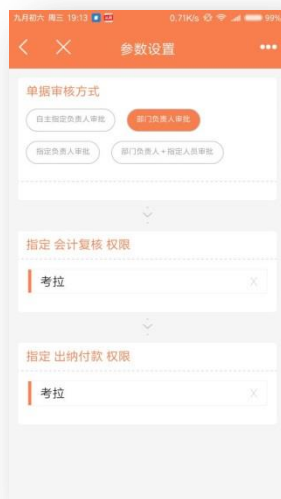 九月初六 周三 19:13 0.71K/s 99%
参数设置
单据审核方式
自主指定负责人审批 部门负责人审批
指定负责人审批 部门负责人+指定人员审批
指定 会计复核 权限
考拉 X
指定 出纳付款 权限
考拉 X